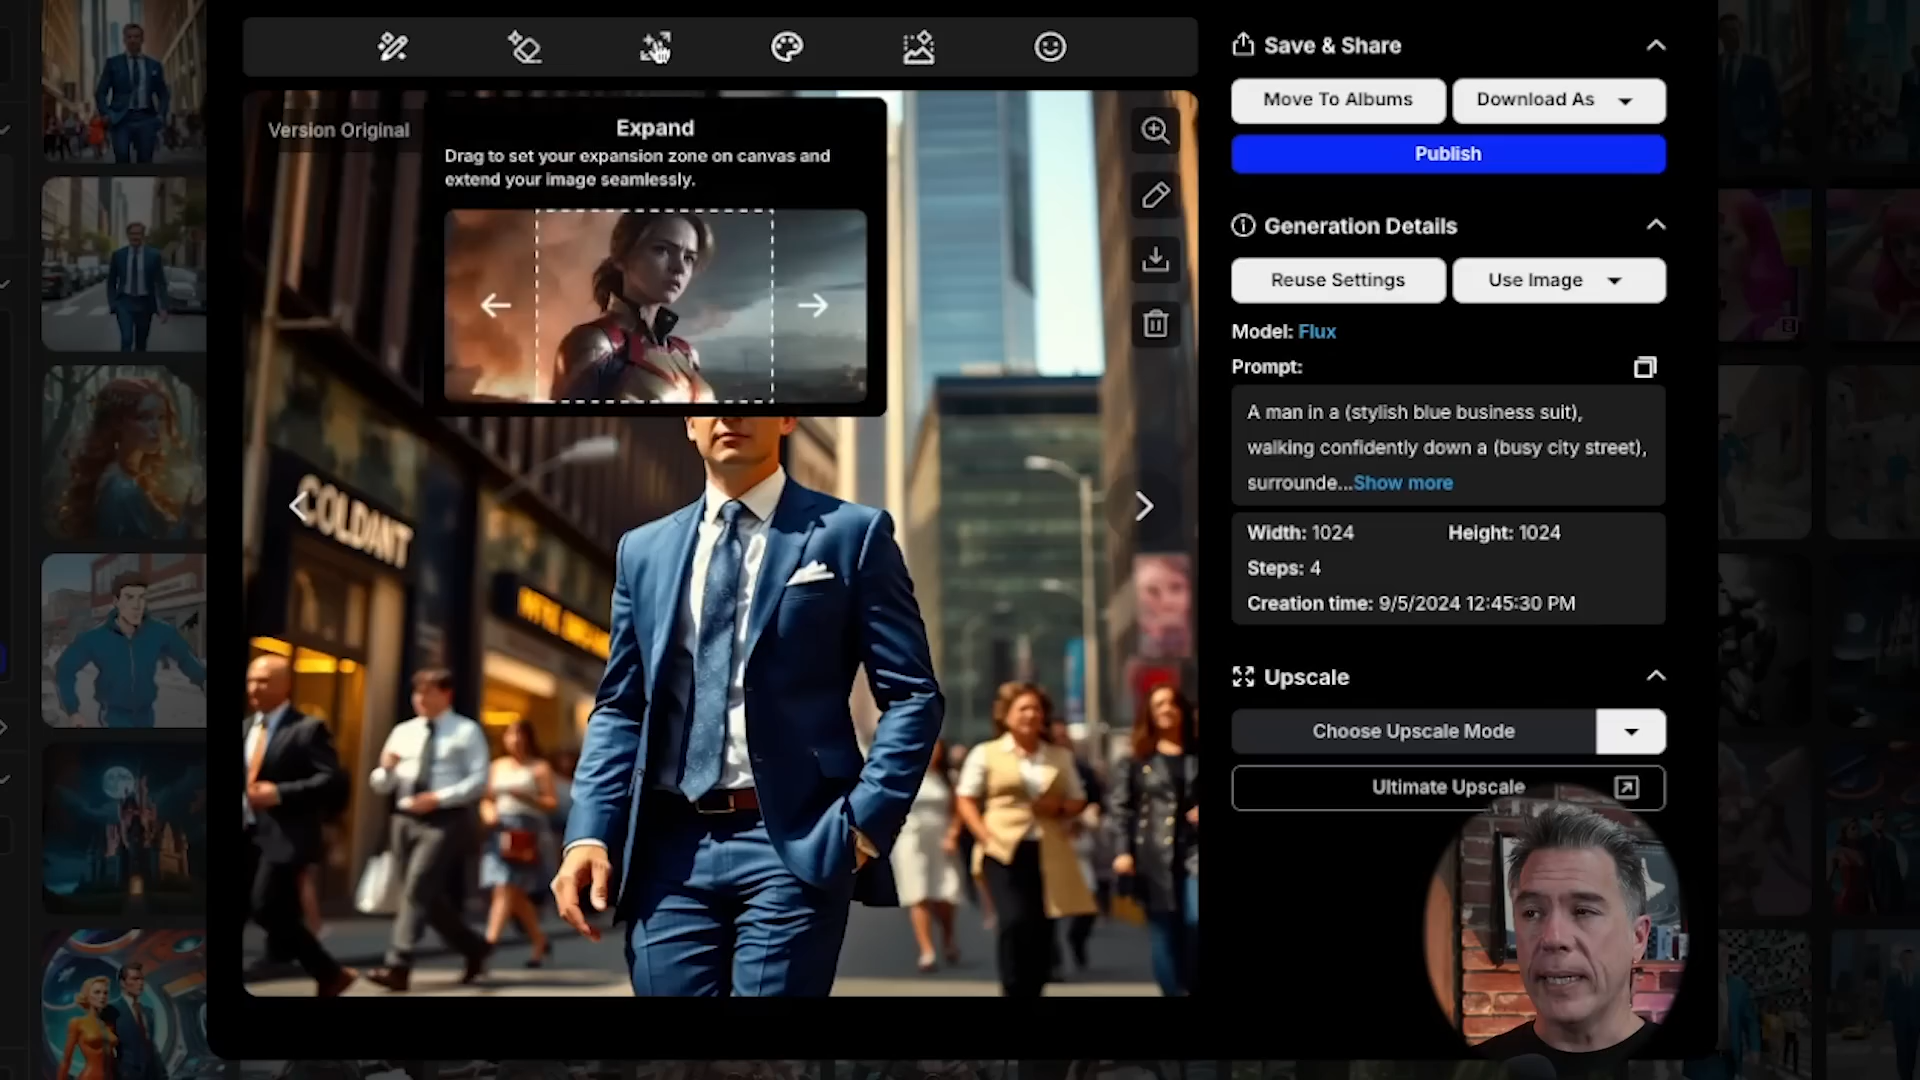 Save & Share
Move To Albums
Download As
Publish
Version Original
Expand
Drag to set your expansion zone on canvas and
extend your image seamlessly.
Generation Details
Reuse Settings
Use Image
Model: Flux
Prompt:
A man in a (stylish blue business suit),
walking confidently down a (busy city street),
surrounde...Show more
Width: 1024
Height: 1024
Steps: 4
Creation time: 9/5/2024 12:45:30 PM
COLDANT
Upscale
Choose Upscale Mode
Ultimate Upscale